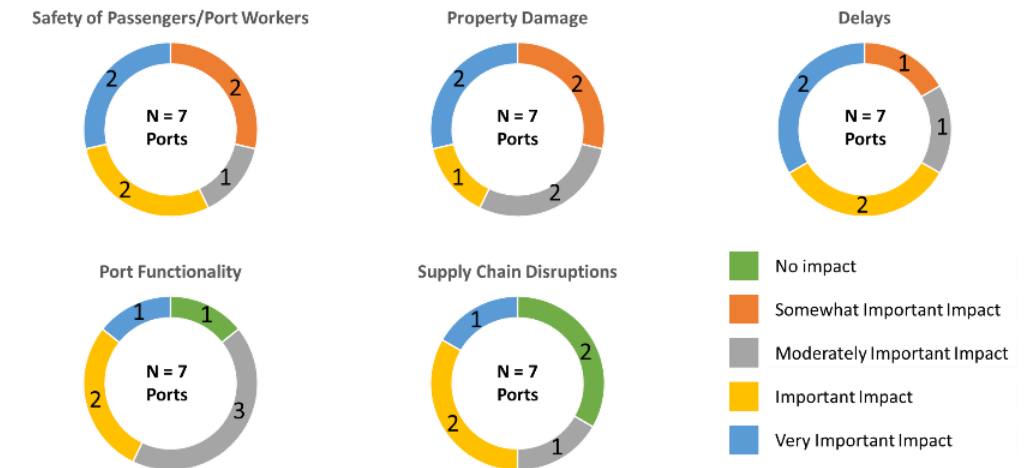 Safety of Passengers/Port Workers
2
2
1
2
N = 7
Ports
Property Damage
2
2
2
1
N = 7
Ports
Delays
2
1
1
2
N = 7
Ports
Port Functionality
1
1
3
2
N = 7
Ports
Supply Chain Disruptions
1
2
1
2
N = 7
Ports
No impact
Somewhat Important Impact
Moderately Important Impact
Important Impact
Very Important Impact